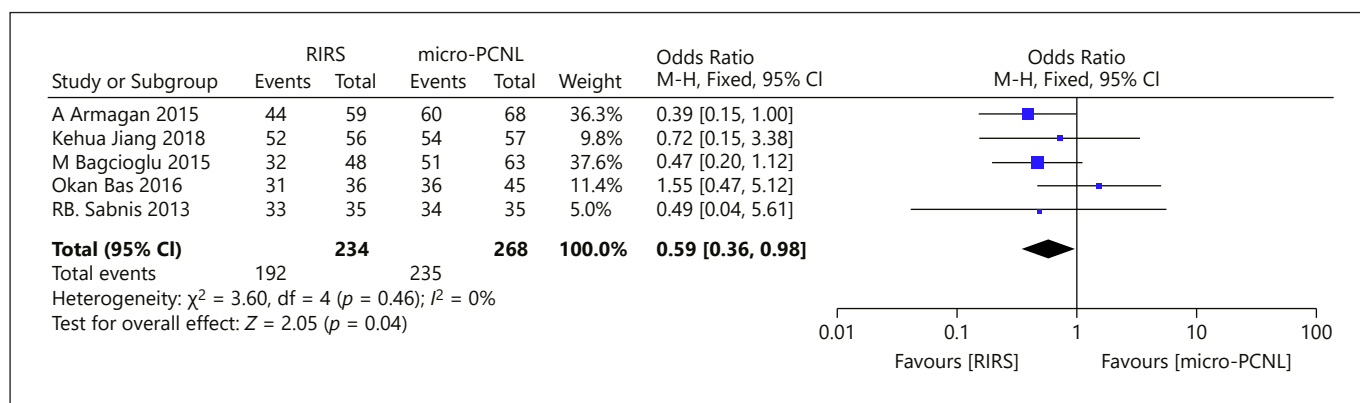 RIRS micro-PCNL Odds Ratio Odds Ratio
Study or Subgroup Events Total Events Total Weight M-H, Fixed, 95% CI M-H, Fixed, 95% CI
A Armagan 2015 44 59 60 68 36.3% 0.39 [0.15, 1.00]
Kehua Jiang 2018 52 56 54 57 9.8% 0.72 [0.15, 3.38]
M Bagcioglu 2015 32 48 51 63 37.6% 0.47 [0.20, 1.12]
Okan Bas 2016 31 36 36 45 11.4% 1.55 [0.47, 5.12]
RB. Sabnis 2013 33 35 34 35 5.0% 0.49 [0.04, 5.61]
Total (95% CI) 234 268 100.0% 0.59 [0.36, 0.98]
Total events 192 235
Heterogeneity: χ² = 3.60, df = 4 (p = 0.46); I² = 0%
Test for overall effect: Z = 2.05 (p = 0.04)
0.01 0.1 1 10 100
Favours [RIRS] Favours [micro-PCNL]